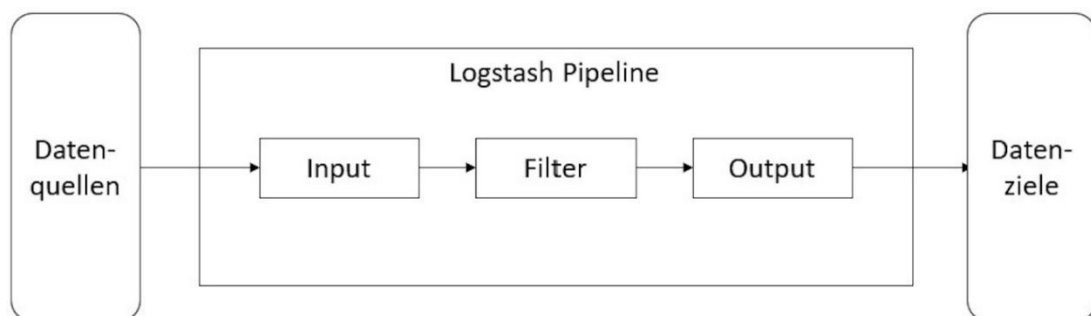 Logstash Pipeline
Daten-
quellen
Input
Filter
Output
Daten-
ziele